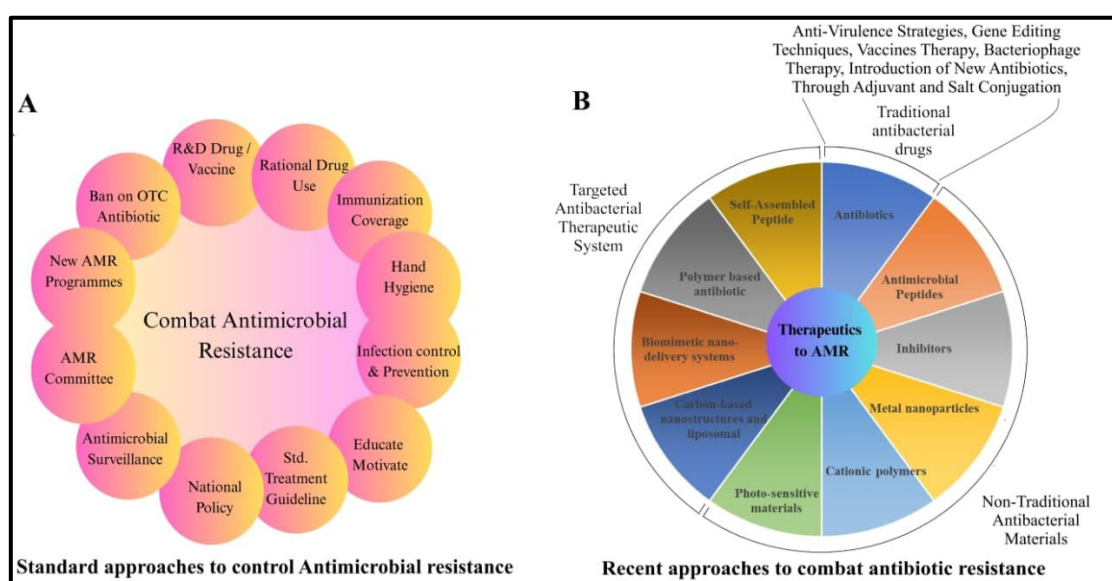 A
R&D Drug /
Vaccine
Rational Drug
Use
Immunization
Coverage
Hand
Hygiene
Infection control
& Prevention
Educate
Motivate
Std.
Treatment
Guideline
National
Policy
Antimicrobial
Surveillance
AMR
Committee
New AMR
Programmes
Ban on OTC
Antibiotic
Combat Antimicrobial
Resistance
Standard approaches to control Antimicrobial resistance
B
Anti-Virulence Strategies, Gene Editing
Techniques, Vaccines Therapy, Bacteriophage
Therapy, Introduction of New Antibiotics,
Through Adjuvant and Salt Conjugation
Traditional
antibacterial
drugs
Targeted
Antibacterial
Therapeutic
System
Self-Assembled
Peptide
Antibiotics
Antimicrobial
Peptides
Inhibitors
Metal nanoparticles
Cationic polymers
Photo-sensitive
materials
Carbon-based
nanostructures and
liposomal
Biomimetic nano-
delivery systems
Polymer based
antibiotic
Therapeutics
to AMR
Non-Traditional
Antibacterial
Materials
Recent approaches to combat antibiotic resistance